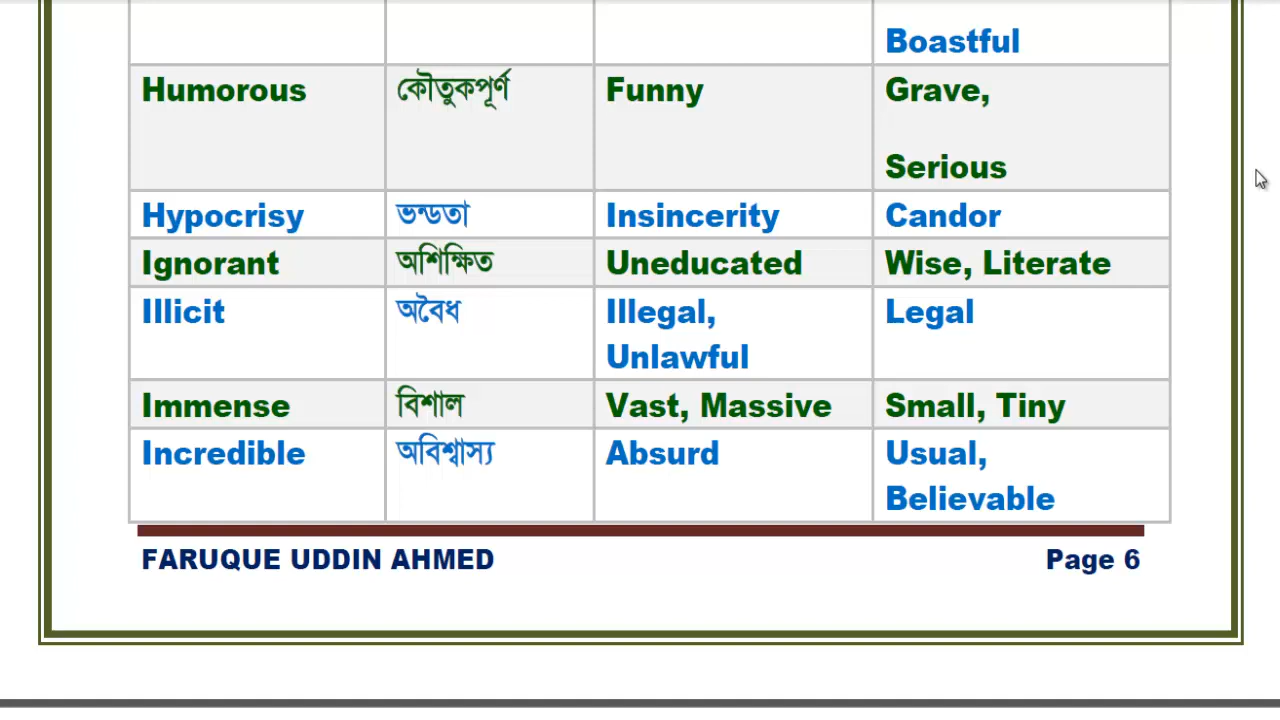 Boastful
Humorous কৌতুকপূর্ণ Funny Grave,
Serious
Hypocrisy ভন্ডতা Insincerity Candor
Ignorant অশিক্ষিত Uneducated Wise, Literate
Illicit অবৈধ Illegal, Legal
Unlawful
Immense বিশাল Vast, Massive Small, Tiny
Incredible অবিশ্বাস্য Absurd Usual,
Believable
FARUQUE UDDIN AHMED Page 6